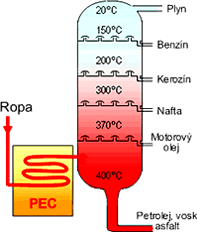 20°C
Plyn
150°C
Benzín
200°C
Kerozín
300°C
Nafta
370°C
Motorový
olej
400°C
Ropa
PEC
Petrolej, vosk
asfalt